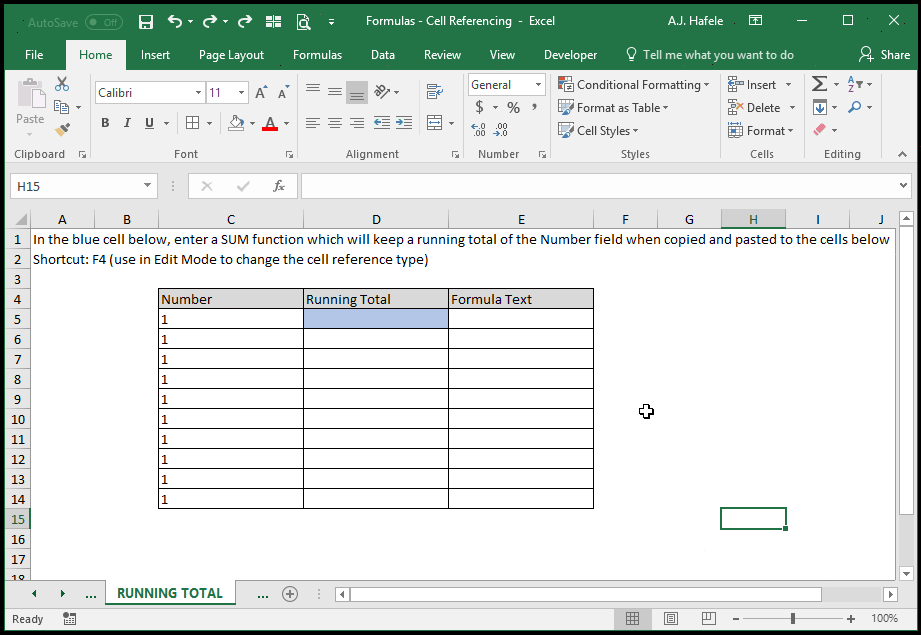 AutoSave Off Formulas - Cell Referencing - Excel A.J. Hafele
File Home Insert Page Layout Formulas Data Review View Developer Tell me what you want to do Share
Paste Calibri 11 A A General Conditional Formatting Insert Σ A Z
B I U A $ % , Format as Table Delete
.00 .0 Cell Styles Format
Clipboard Font Alignment Number Styles Cells Editing
H15 fx
A B C D E F G H I J
1 In the blue cell below, enter a SUM function which will keep a running total of the Number field when copied and pasted to the cells below
2 Shortcut: F4 (use in Edit Mode to change the cell reference type)
3
4 Number Running Total Formula Text
5 1
6 1
7 1
8 1
9 1
10 1
11 1
12 1
13 1
14 1
15
16
17
18
... RUNNING TOTAL ...
Ready 100%